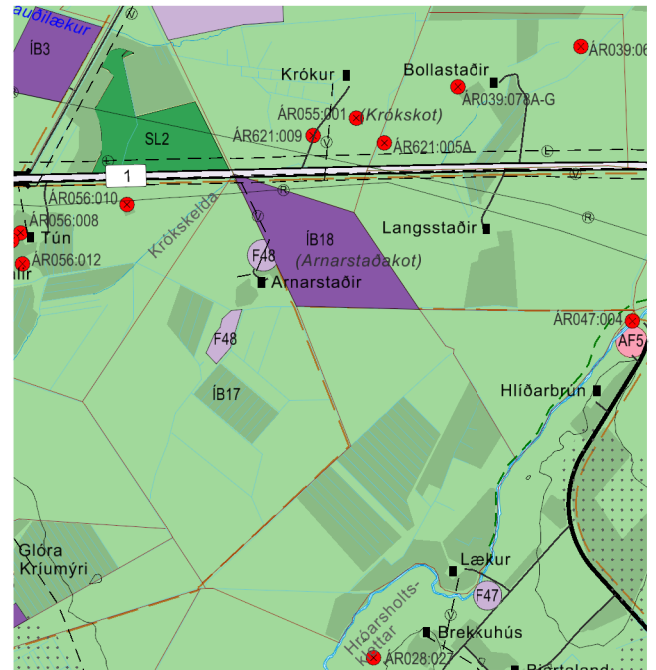 auðilækur
ÍB3
Krókur
Bollastaðir
ÁR039:06
ÁR039:078A-G
ÁR055:001
(Krókskot)
ÁR621:009
ÁR621:005A
SL2
V
L
1
R
ÁR056:010
ÁR056:008
Tún
ÁR056:012
Krókskelda
ÍB18
(Arnarstaðakot)
Langsstaðir
R
F48
Arnarstaðir
ÁR047:004
AF5
F48
ÍB17
Hlíðarbrún
Glóra
Kríumýri
Lækur
F47
Hróarsholts-
Brekkuhús
ÁR028:027